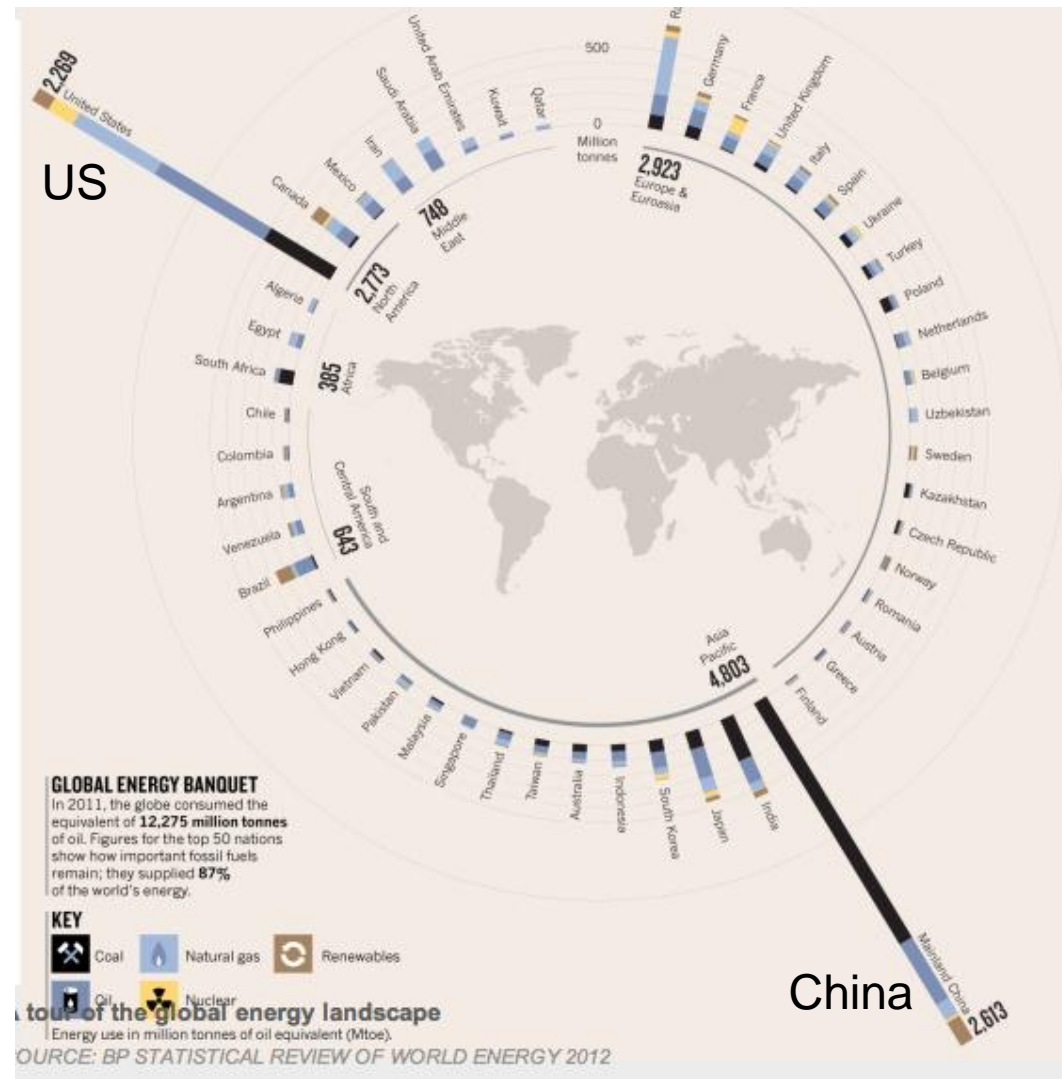 2,269
United States
US
Canada
Mexico
Iran
Saudi Arabia
United Arab Emirates
Kuwait
Qatar
500
0
Million
tonnes
Germany
France
United Kingdom
Italy
Spain
Ukraine
Turkey
Poland
Netherlands
Belgium
Uzbekistan
Sweden
Kazakhstan
Czech Republic
Norway
Romania
Austria
Greece
Finland
2,923
Europe &
Euroasia
748
Middle
East
2,773
North
America
385
Africa
South and
Central America
643
Asia
Pacific
4,803
Algeria
Egypt
South Africa
Chile
Colombia
Argentina
Venezuela
Brazil
Philippines
Hong Kong
Vietnam
Pakistan
Malaysia
Singapore
Thailand
Taiwan
Australia
Indonesia
South Korea
Japan
India
Mainland China
2,613
China
GLOBAL ENERGY BANQUET
In 2011, the globe consumed the
equivalent of 12,275 million tonnes
of oil. Figures for the top 50 nations
show how important fossil fuels
remain; they supplied 87%
of the world's energy.
KEY
Coal
Natural gas
Renewables
Oil
Nuclear
tour of the global energy landscape
Energy use in million tonnes of oil equivalent (Mtoe).
OURCE: BP STATISTICAL REVIEW OF WORLD ENERGY 2012